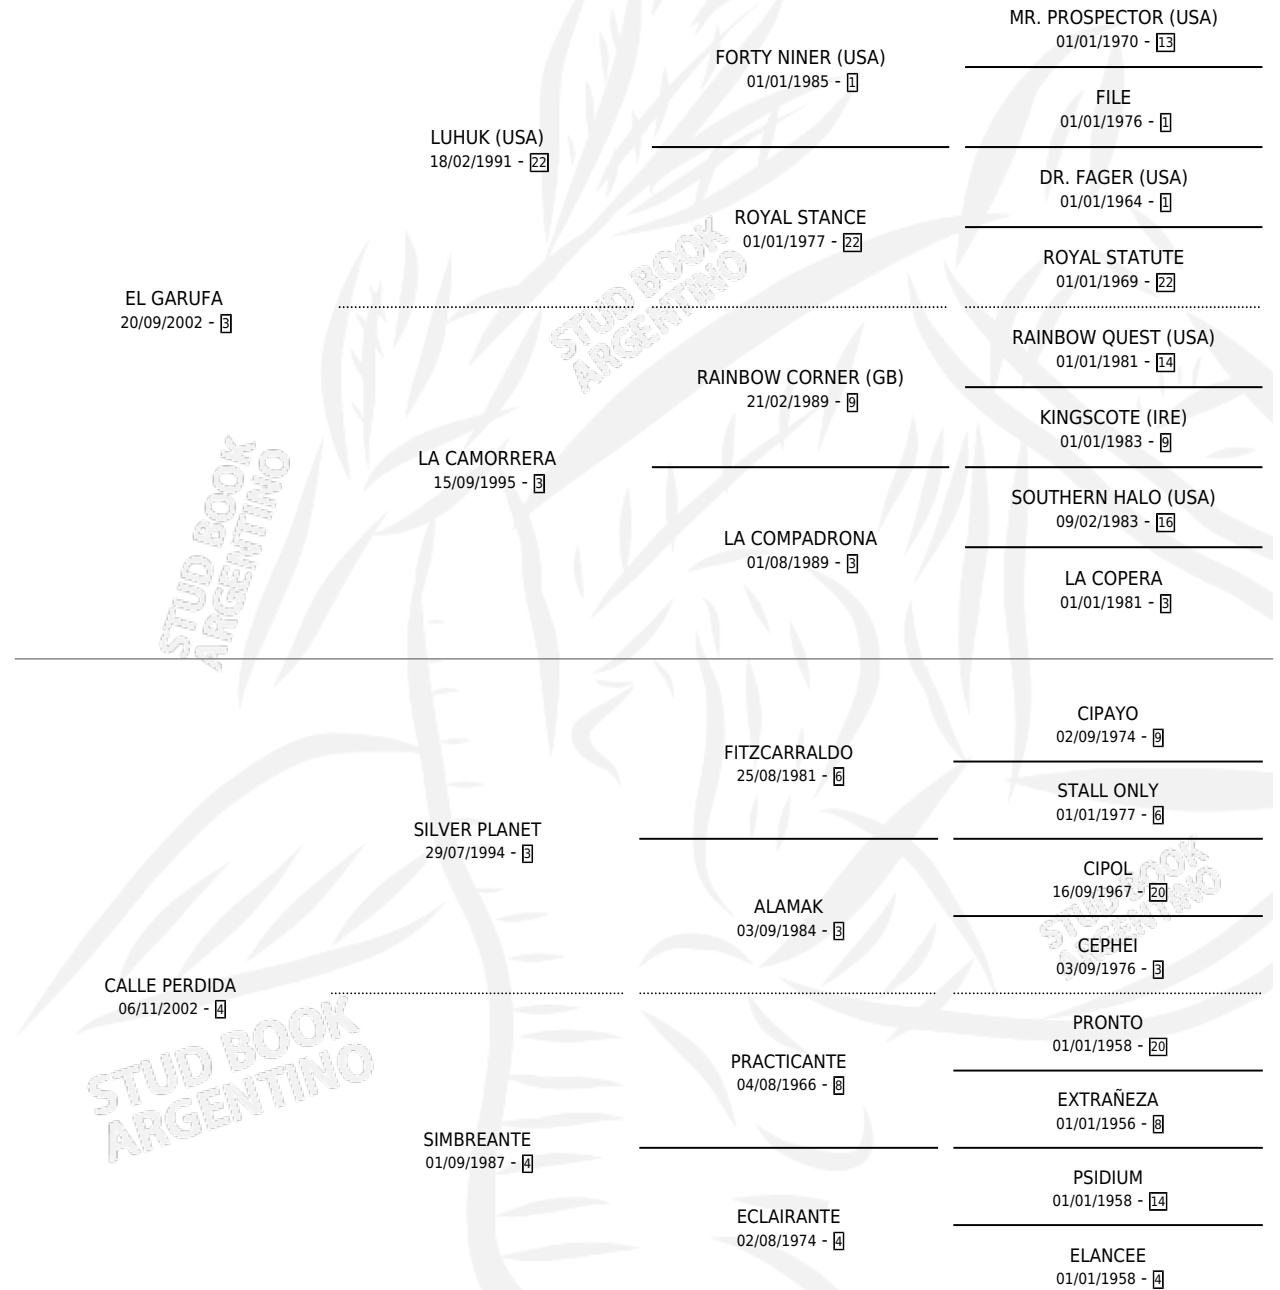 MR. PROSPECTOR (USA)
01/01/1970 - 13
FORTY NINER (USA)
01/01/1985 - 1
FILE
01/01/1976 - 1
LUHUK (USA)
18/02/1991 - 22
DR. FAGER (USA)
01/01/1964 - 1
ROYAL STANCE
01/01/1977 - 22
ROYAL STATUTE
01/01/1969 - 22
EL GARUFA
20/09/2002 - 3
RAINBOW QUEST (USA)
01/01/1981 - 14
RAINBOW CORNER (GB)
21/02/1989 - 9
KINGSCOTE (IRE)
01/01/1983 - 9
LA CAMORRERA
15/09/1995 - 3
SOUTHERN HALO (USA)
09/02/1983 - 16
LA COMPADRONA
01/08/1989 - 3
LA COPERA
01/01/1981 - 3
CIPAYO
02/09/1974 - 9
FITZCARRALDO
25/08/1981 - 6
STALL ONLY
01/01/1977 - 6
SILVER PLANET
29/07/1994 - 3
CIPOL
16/09/1967 - 20
ALAMAK
03/09/1984 - 3
CEPHEI
03/09/1976 - 3
CALLE PERDIDA
06/11/2002 - 4
PRONTO
01/01/1958 - 20
PRACTICANTE
04/08/1966 - 8
EXTRAÑEZA
01/01/1956 - 8
SIMBREANTE
01/09/1987 - 4
PSIDIUM
01/01/1958 - 14
ECLAIRANTE
02/08/1974 - 4
ELANCEE
01/01/1958 - 4
STUD BOOK
ARGENTINO
STUD BOOK
ARGENTINO
STUD BOOK
ARGENTINO
STUD BOOK
ARGENTINO